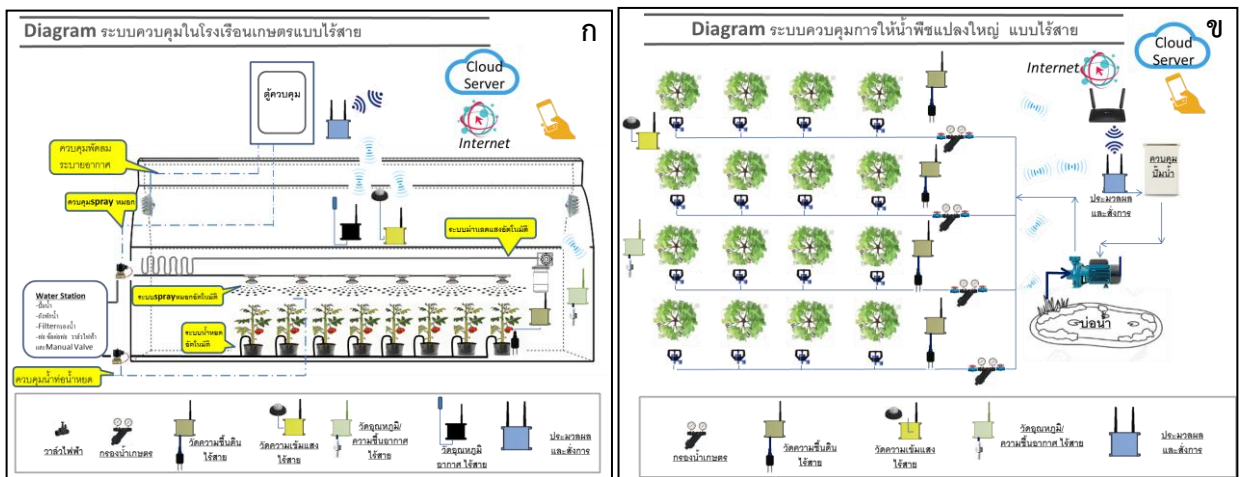 Diagram ระบบควบคุมในโรงเรือนเกษตรแบบไร้สาย
ก
ตู้ควบคุม
Cloud
Server
Internet
ควบคุมพัดลม
ระบายอากาศ
ควบคุมspray หมอก
ระบบม่านลดแสงอัตโนมัติ
ระบบsprayหมอกอัตโนมัติ
Water Station
-ปั๊มน้ำ
-ถังพักน้ำ
-Filterกรองน้ำ
และManual Valve
ระบบน้ำหยด
อัตโนมัติ
ควบคุมน้ำท่อน้ำหยด
วาล์วไฟฟ้า
กรองน้ำเกษตร
วัดความชื้นดิน
ไร้สาย
วัดความเข้มแสง
ไร้สาย
วัดอุณหภูมิ/
ความชื้นอากาศ
ไร้สาย
วัดอุณหภูมิ
อากาศ ไร้สาย
ประมวลผล
และสั่งการ
Diagram ระบบควบคุมการให้น้ำพืชแปลงใหญ่ แบบไร้สาย
ข
Cloud
Server
Internet
ควบคุม
ปั๊มน้ำ
ประมวลผล
และสั่งการ
บ่อน้ำ
กรองน้ำเกษตร
วัดความชื้นดิน
ไร้สาย
วัดความเข้มแสง
ไร้สาย
วัดอุณหภูมิ/
ความชื้นอากาศ ไร้สาย
ประมวลผล
และสั่งการ